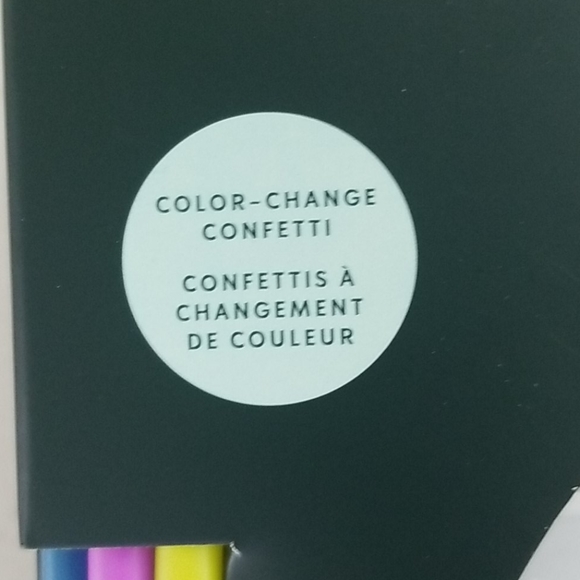 COLOR-CHANGE
CONFETTI
CONFETTIS À
CHANGEMENT
DE COULEUR